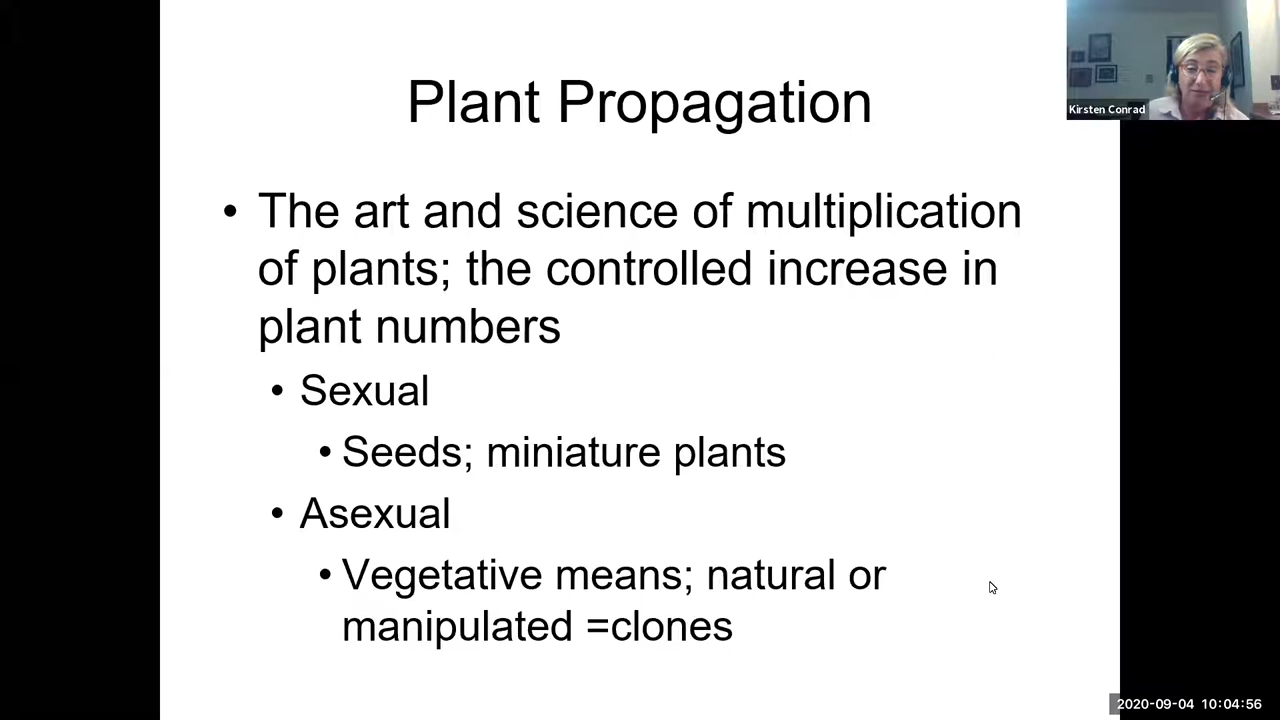 Plant Propagation
Kirsten Conrad
• The art and science of multiplication
of plants; the controlled increase in
plant numbers
• Sexual
• Seeds; miniature plants
• Asexual
• Vegetative means; natural or
manipulated =clones
2020-09-04 10:04:56